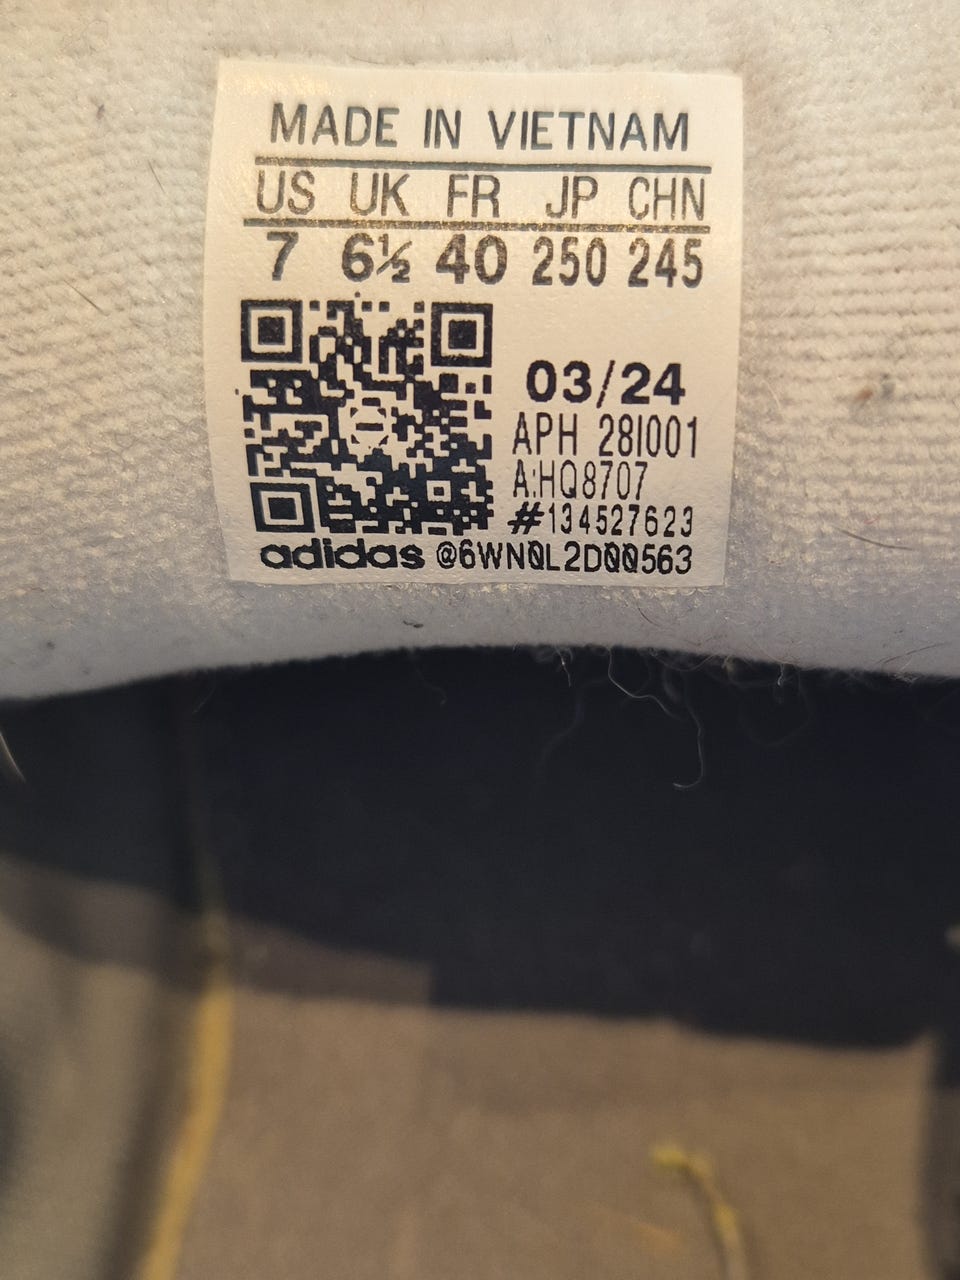 MADE IN VIETNAM
US UK FR JP CHN
7 6½ 40 250 245
03/24
APH 28I001
A:HQ8707
#134527623
adidas @6WN0L2D00563